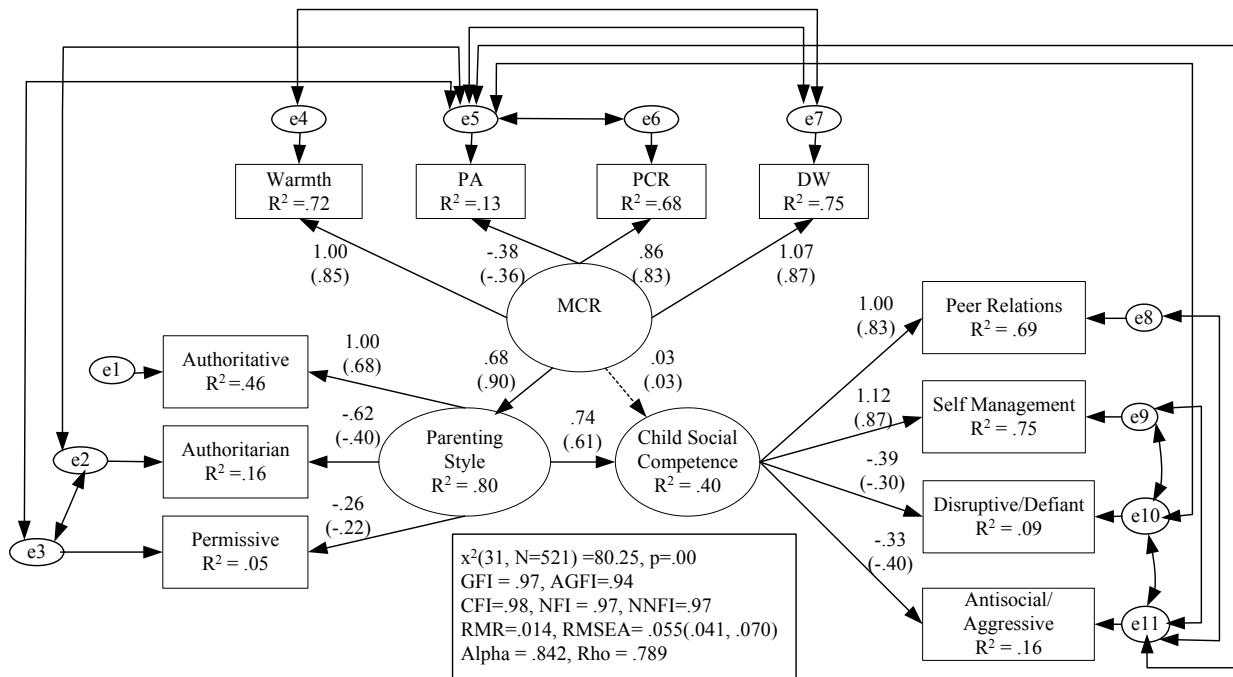 e4
e5
e6
e7
Warmth
R² =.72
PA
R² =.13
PCR
R² =.68
DW
R² =.75
1.00
(.85)
-.38
(-.36)
.86
(.83)
1.07
(.87)
MCR
e1
Authoritative
R² =.46
1.00
(.68)
.68
(.90)
.03
(.03)
e2
Authoritarian
R² =.16
-.62
(-.40)
Parenting
Style
R² = .80
.74
(.61)
Child Social
Competence
R² = .40
e3
Permissive
R² = .05
-.26
(-.22)
1.00
(.83)
Peer Relations
R² = .69
e8
1.12
(.87)
Self Management
R² = .75
e9
-.39
(-.30)
Disruptive/Defiant
R² = .09
e10
-.33
(-.40)
Antisocial/
Aggressive
R² = .16
e11
x²(31, N=521) =80.25, p=.00
GFI = .97, AGFI=.94
CFI=.98, NFI = .97, NNFI=.97
RMR=.014, RMSEA= .055(.041, .070)
Alpha = .842, Rho = .789